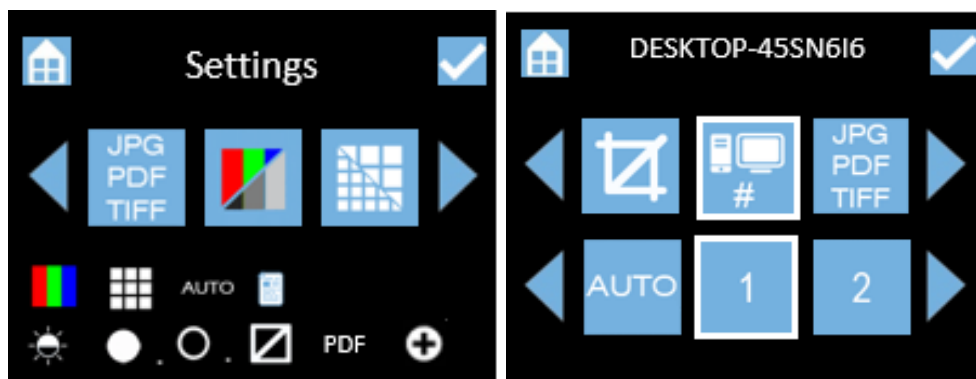 Settings
JPG
PDF
TIFF
AUTO
PDF
DESKTOP-45SN6I6
#
JPG
PDF
TIFF
AUTO
1
2